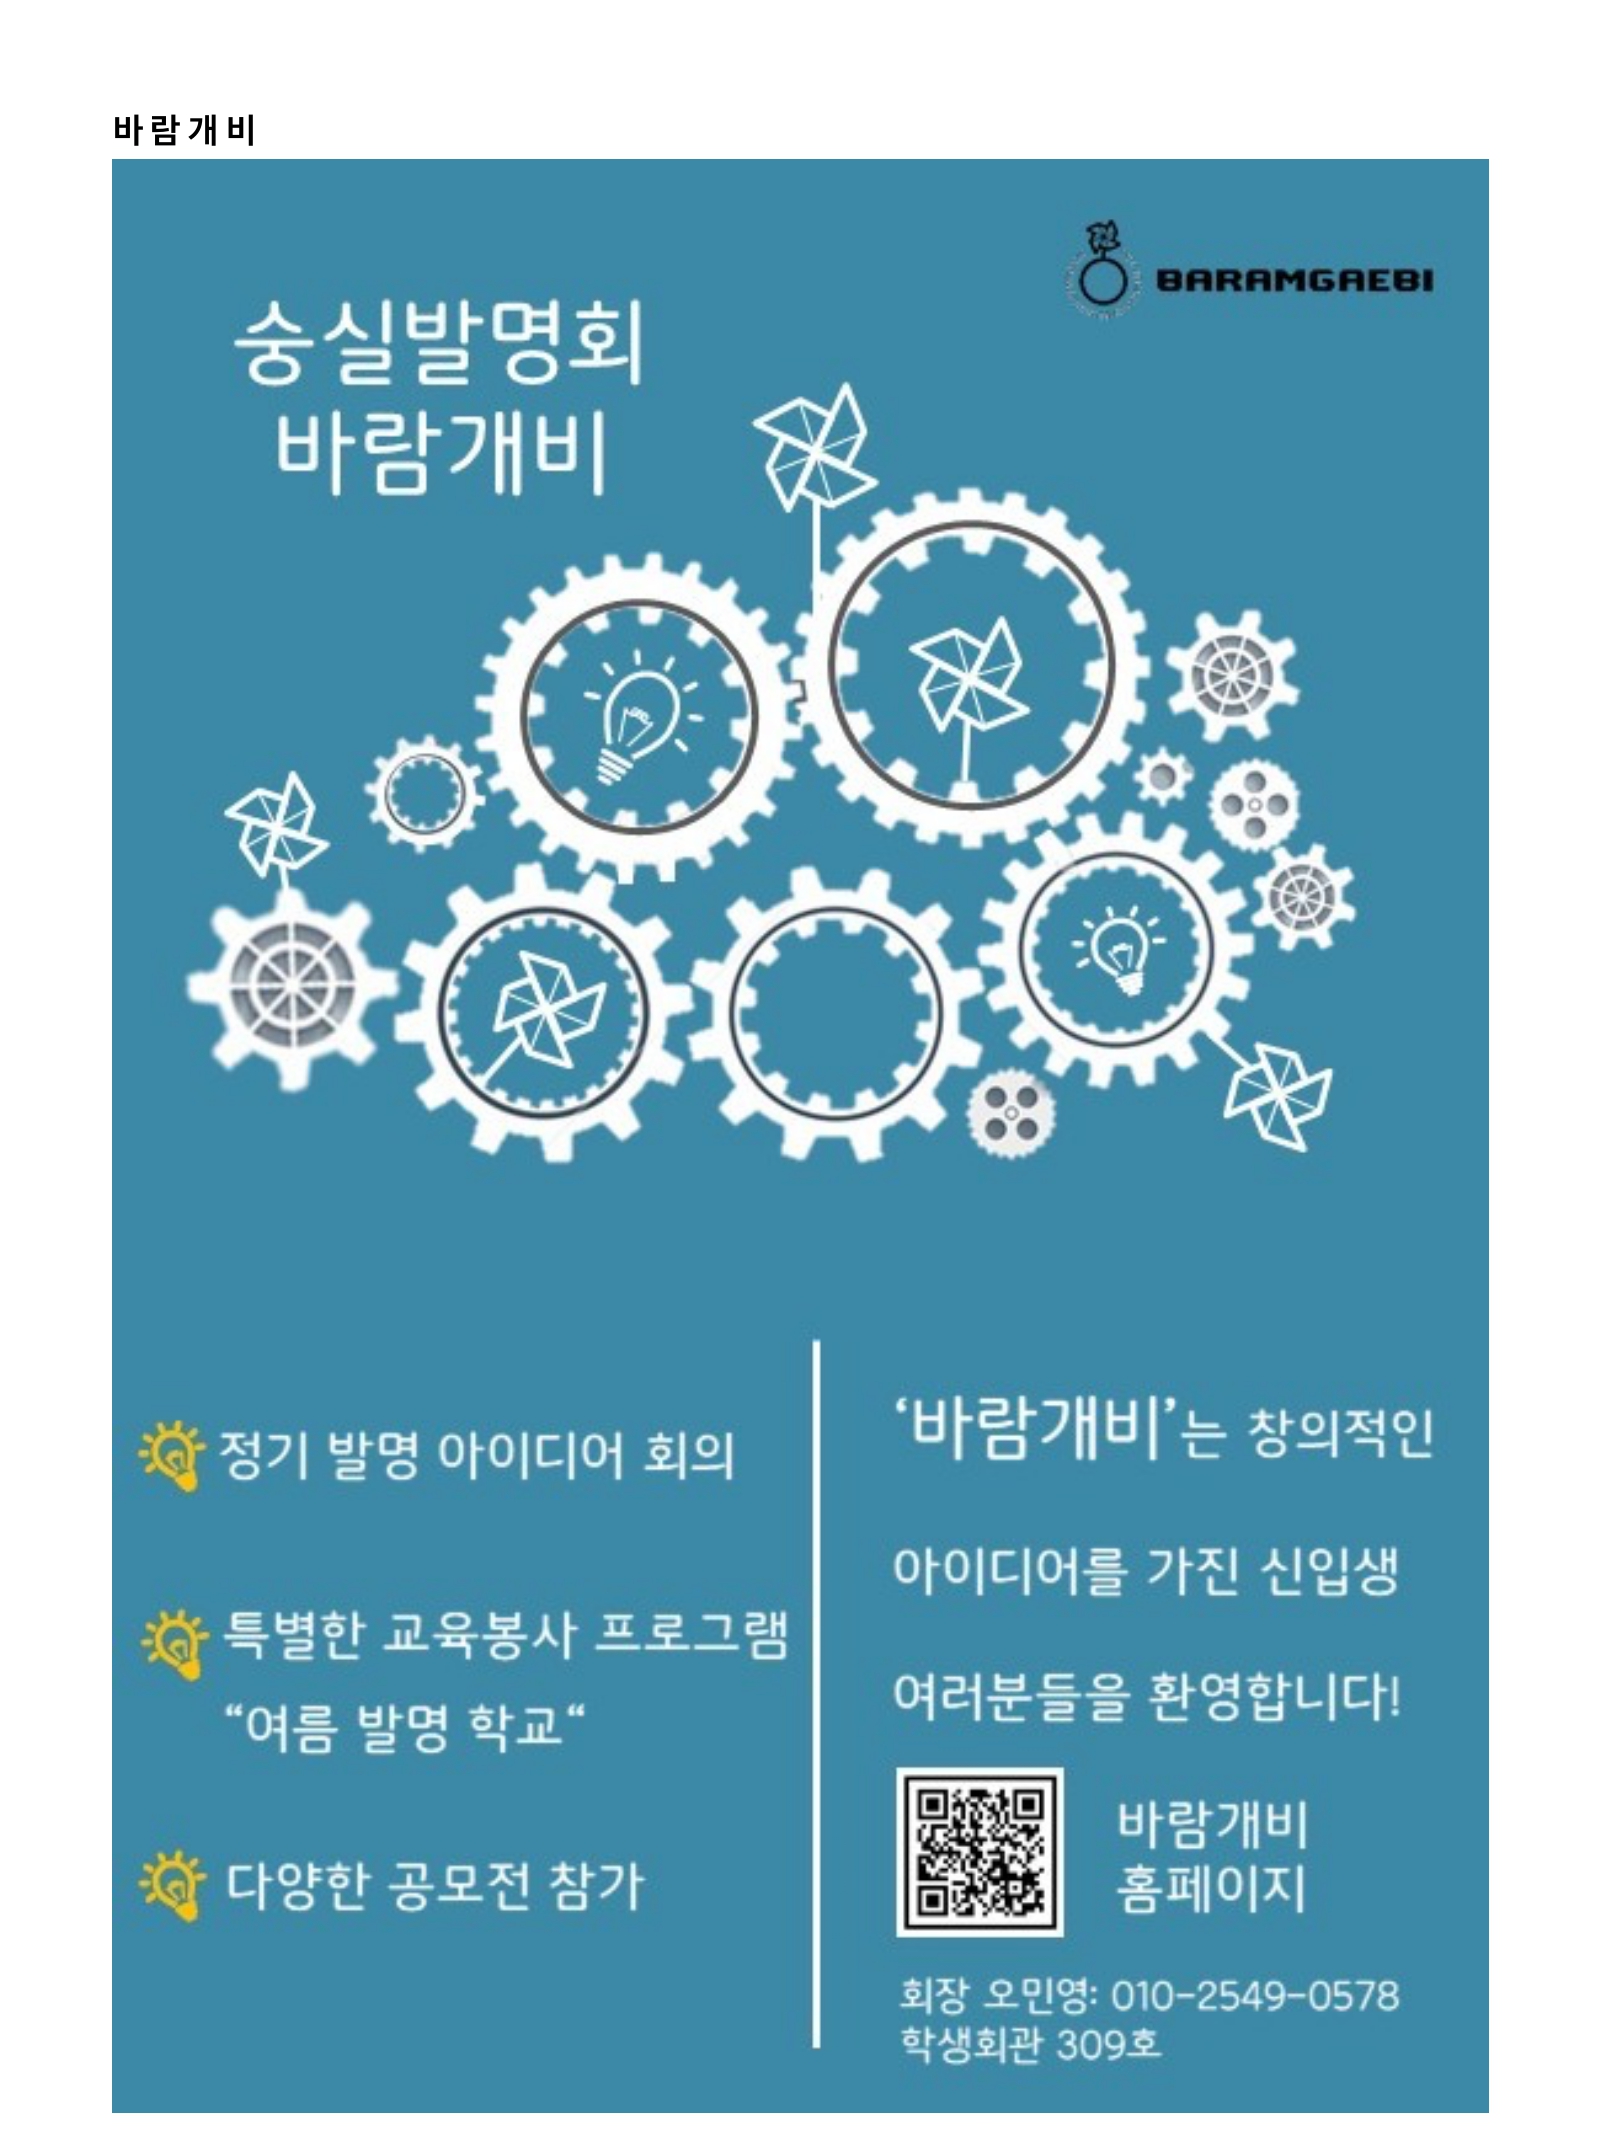 바람개비
BARAMGAEBI
숭실발명회
바람개비
정기 발명 아이디어 회의
특별한 교육봉사 프로그램
“여름 발명 학교“
다양한 공모전 참가
‘바람개비’는 창의적인
아이디어를 가진 신입생
여러분들을 환영합니다!
바람개비
홈페이지
회장 오민영: 010-2549-0578
학생회관 309호